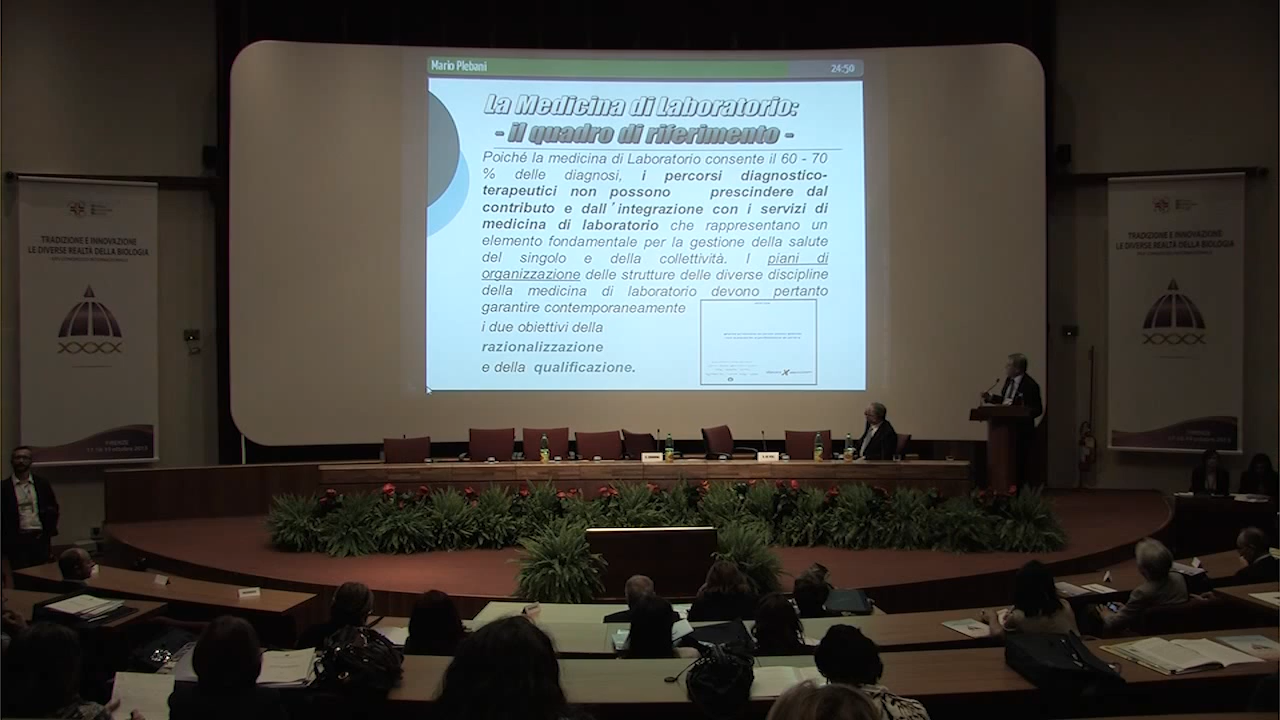 Mario Plebani
24:50
La Medicina di Laboratorio:
- il quadro di riferimento -
Poiché la medicina di Laboratorio consente il 60 - 70
% delle diagnosi, i percorsi diagnostico-
terapeutici non possono prescindere dal
contributo e dall´integrazione con i servizi di
medicina di laboratorio che rappresentano un
elemento fondamentale per la gestione della salute
del singolo e della collettività. I piani di
organizzazione delle strutture delle diverse discipline
della medicina di laboratorio devono pertanto
garantire contemporaneamente
i due obiettivi della
razionalizzazione
e della qualificazione.
TRADIZIONE E INNOVAZIONE
LE DIVERSE REALTÀ DELLA BIOLOGIA
FIRENZE
TRADIZIONE E INNOVAZIONE
LE DIVERSE REALTÀ DELLA BIOLOGIA
FIRENZE